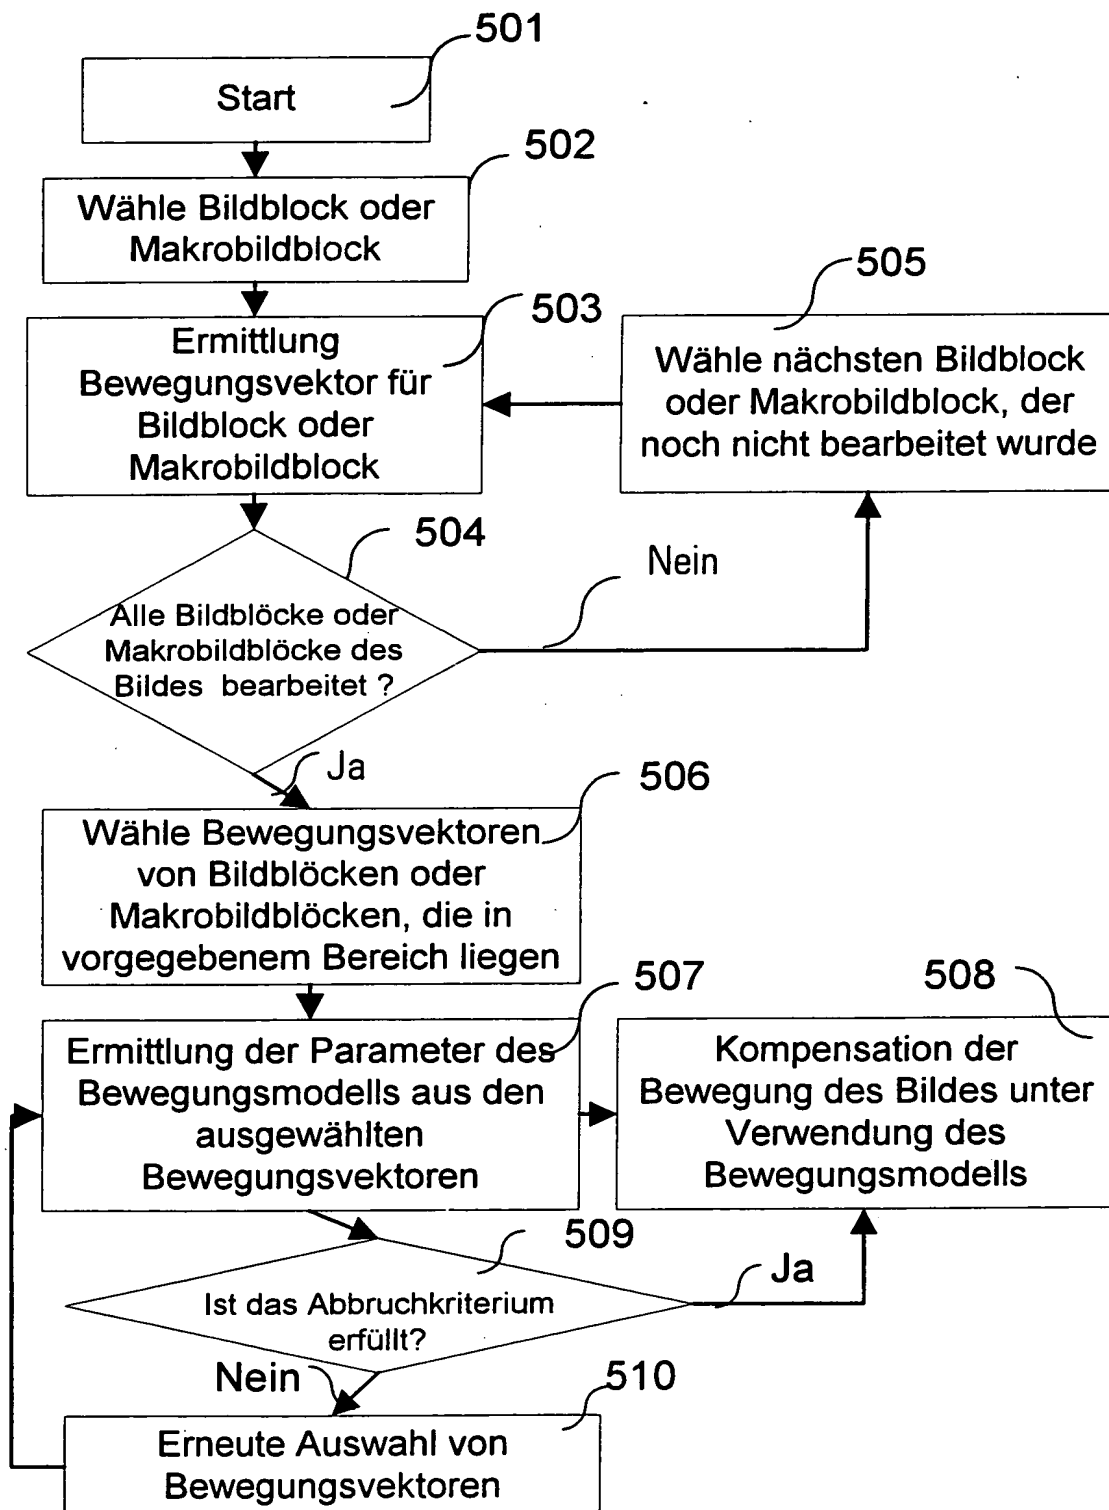 501
Start
502
Wähle Bildblock oder
Makrobildblock
503
Ermittlung
Bewegungsvektor für
Bildblock oder
Makrobildblock
505
Wähle nächsten Bildblock
oder Makrobildblock, der
noch nicht bearbeitet wurde
504
Nein
Alle Bildblöcke oder
Makrobildblöcke des
Bildes bearbeitet ?
Ja
506
Wähle Bewegungsvektoren
von Bildblöcken oder
Makrobildblöcken, die in
vorgegebenem Bereich liegen
507
Ermittlung der Parameter des
Bewegungsmodells aus den
ausgewählten
Bewegungsvektoren
508
Kompensation der
Bewegung des Bildes unter
Verwendung des
Bewegungsmodells
509
Ist das Abbruchkriterium
erfüllt?
Ja
Nein
510
Erneute Auswahl von
Bewegungsvektoren